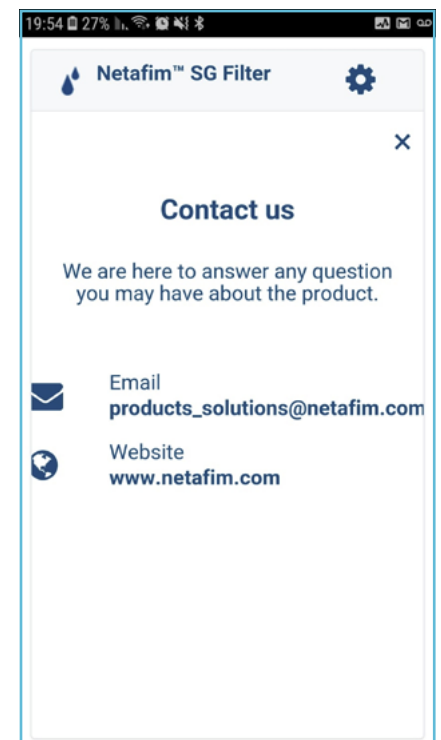 19:54 27%
Netafim™ SG Filter
Contact us
We are here to answer any question
you may have about the product.
Email
products_solutions@netafim.com
Website
www.netafim.com